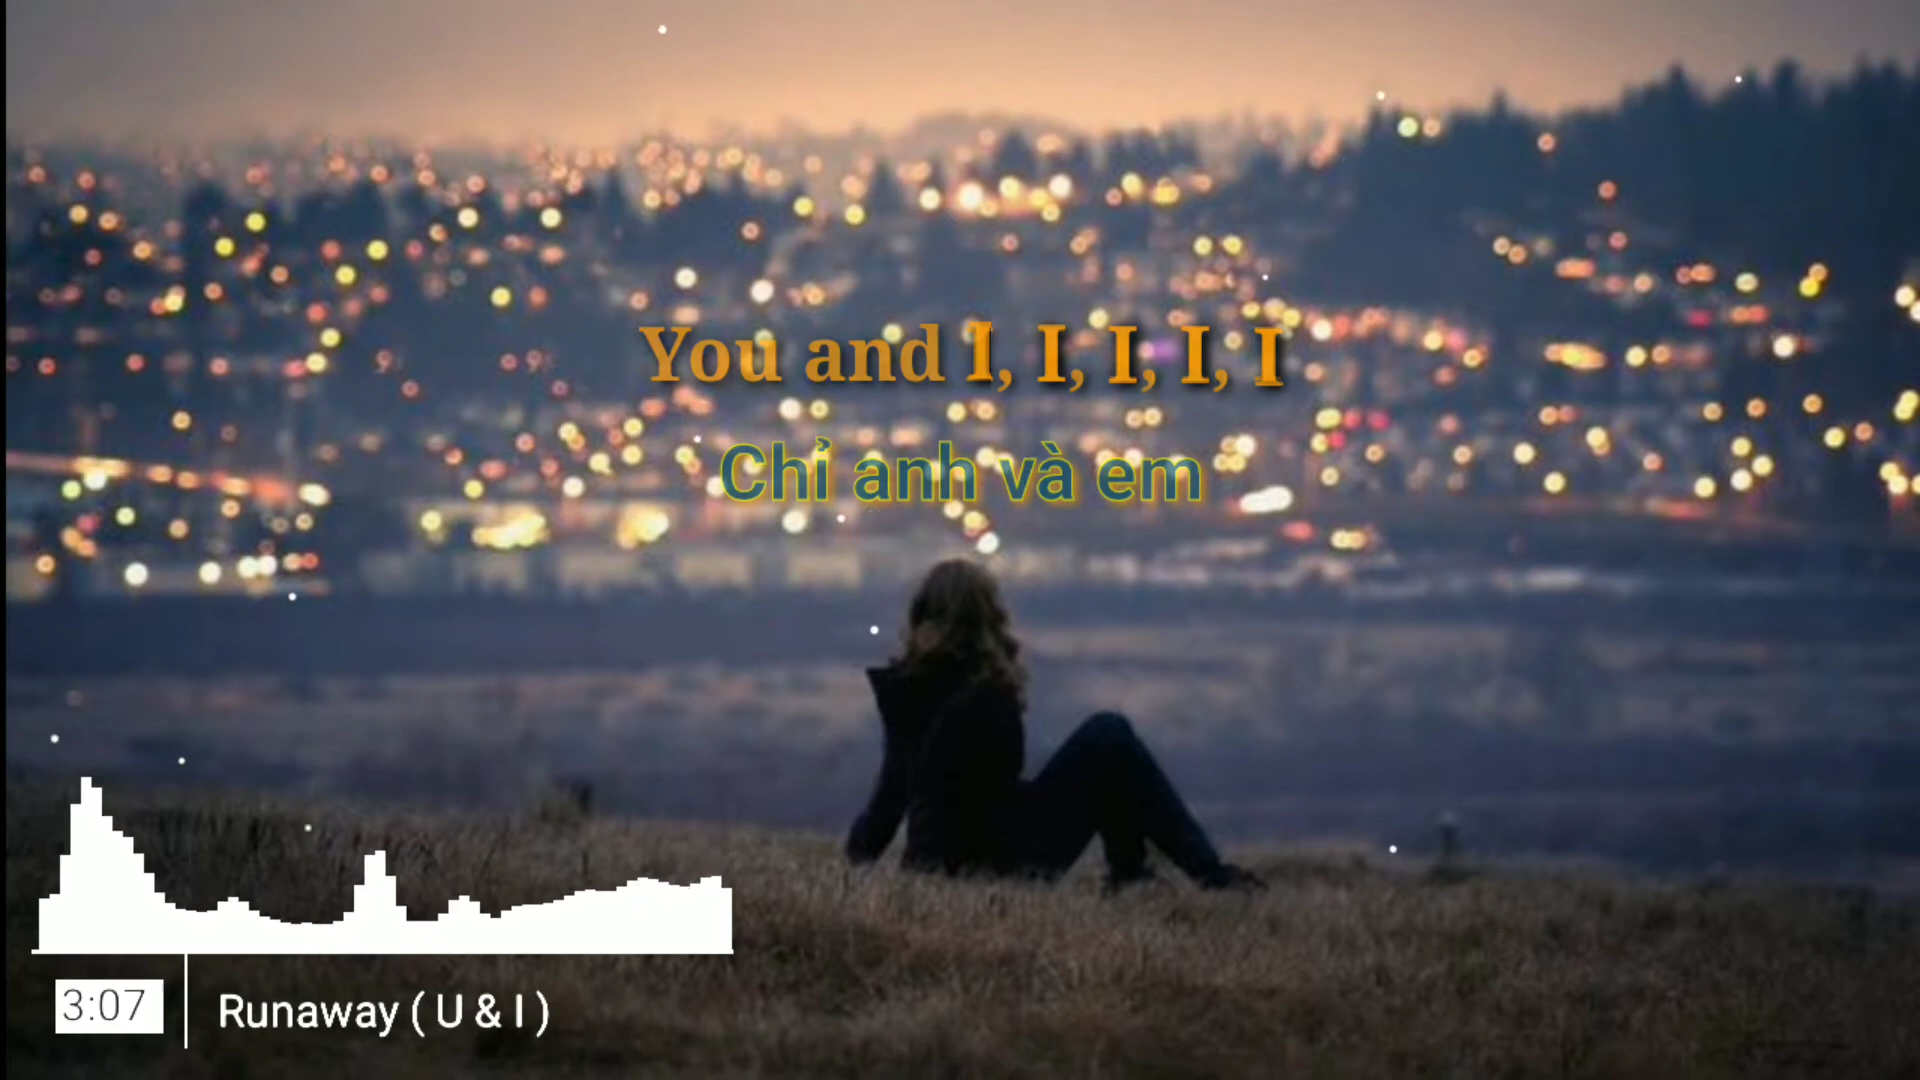 You and I, I, I, I, I
Chỉ anh và em
3:07
Runaway ( U & I )